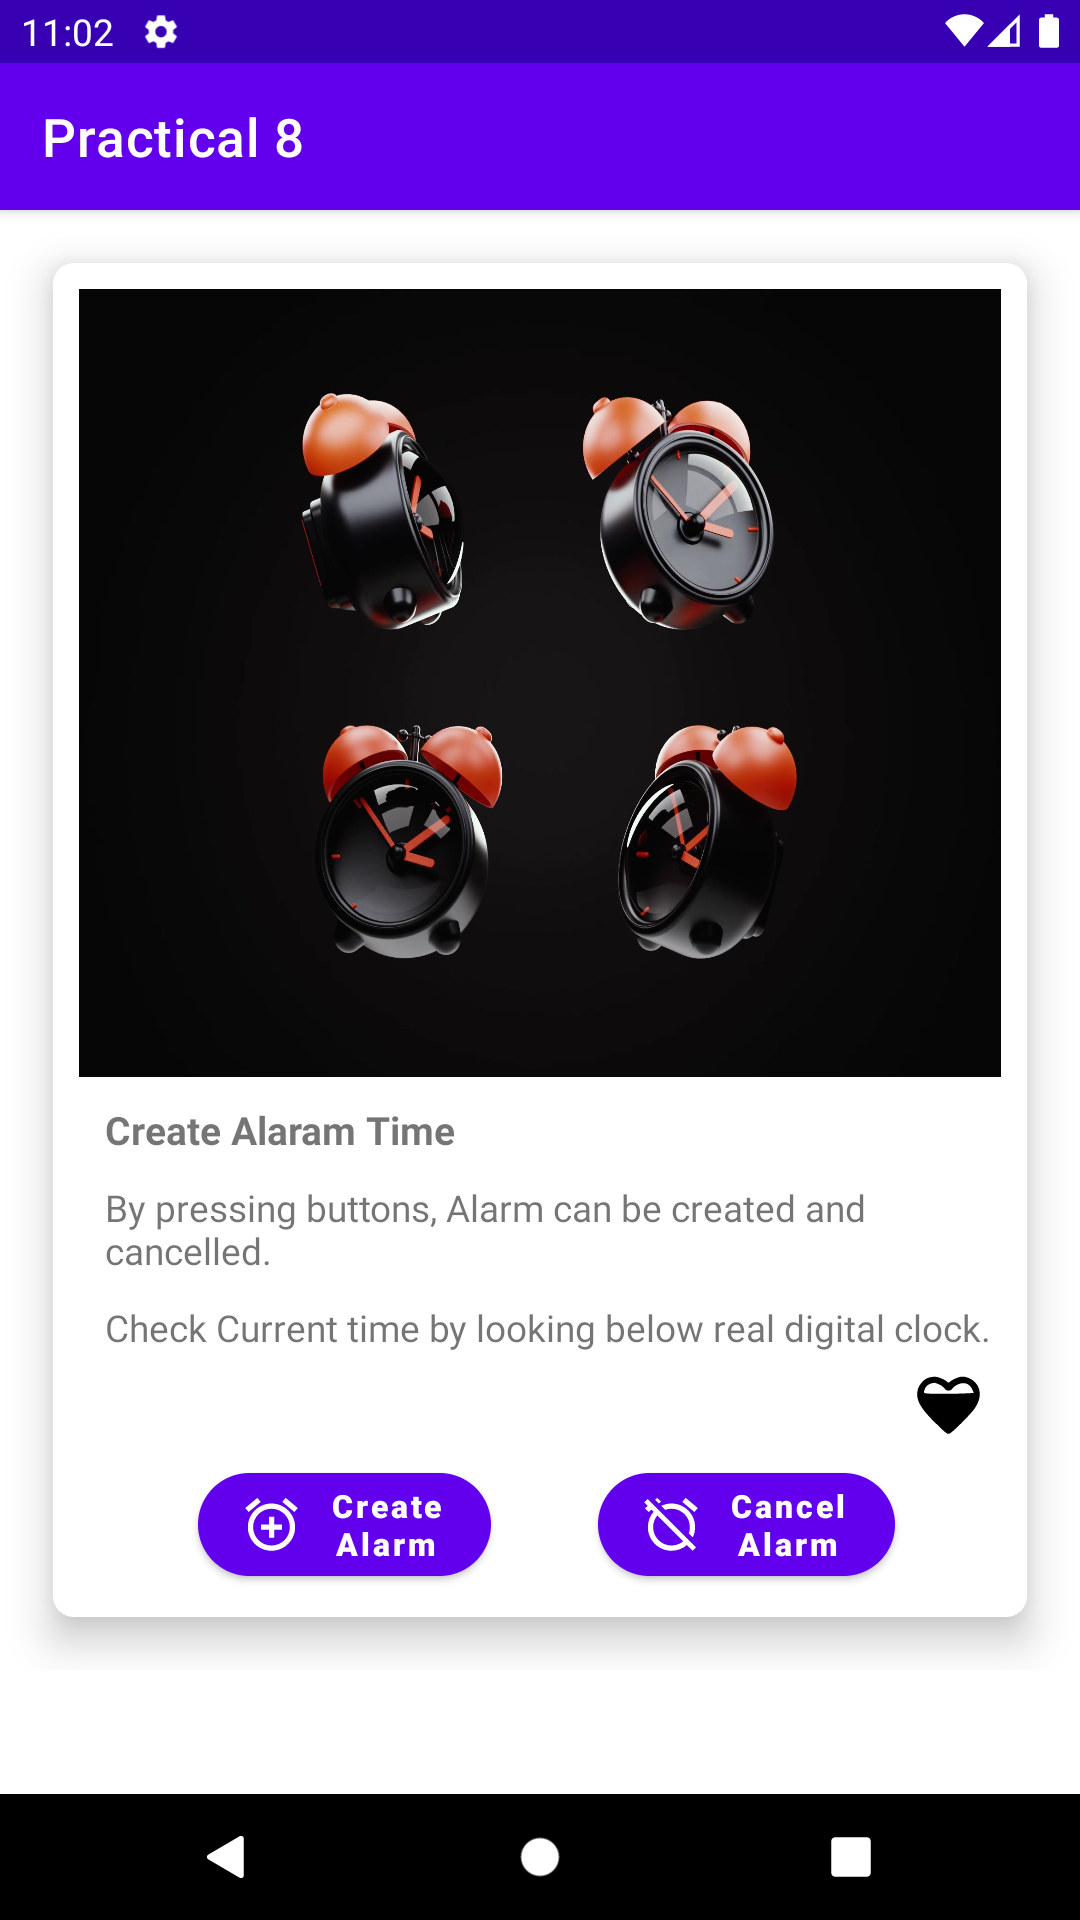 11:02
Practical 8
Create Alaram Time
By pressing buttons, Alarm can be created and
cancelled.
Check Current time by looking below real digital clock.
Create
Alarm
Cancel
Alarm